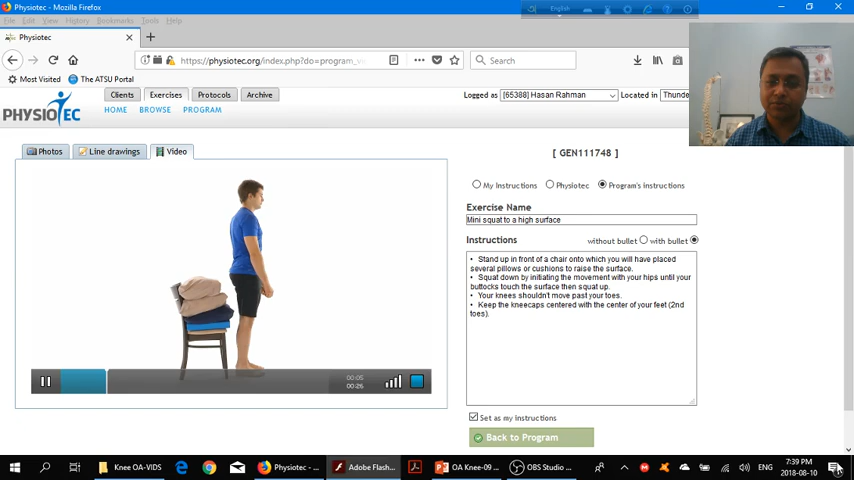 Physiotec - Mozilla Firefox
English
File Edit View History Bookmarks Tools Help
Physiotec
https://physiotec.org/index.php?do=program_v
Search
Most Visited The ATSU Portal
PHYSIOTEC
Clients Exercises Protocols Archive
Logged as [65388] Hasan Rahman Located in Thunde
HOME BROWSE PROGRAM
Photos Line drawings Video
[ GEN111748 ]
My Instructions Physiotec Program's instructions
Exercise Name
Mini squat to a high surface
Instructions without bullet with bullet
• Stand up in front of a chair onto which you will have placed
several pillows or cushions to raise the surface.
• Squat down by initiating the movement with your hips until your
buttocks touch the surface then squat up.
• Your knees shouldn't move past your toes.
• Keep the kneecaps centered with the center of your feet (2nd
toes).
00:05
00:26
Set as my instructions
Back to Program
Knee OA-VIDS
Physiotec - ...
Adobe Flash...
OA Knee-09 ...
OBS Studio ...
ENG
7:39 PM
2018-08-10